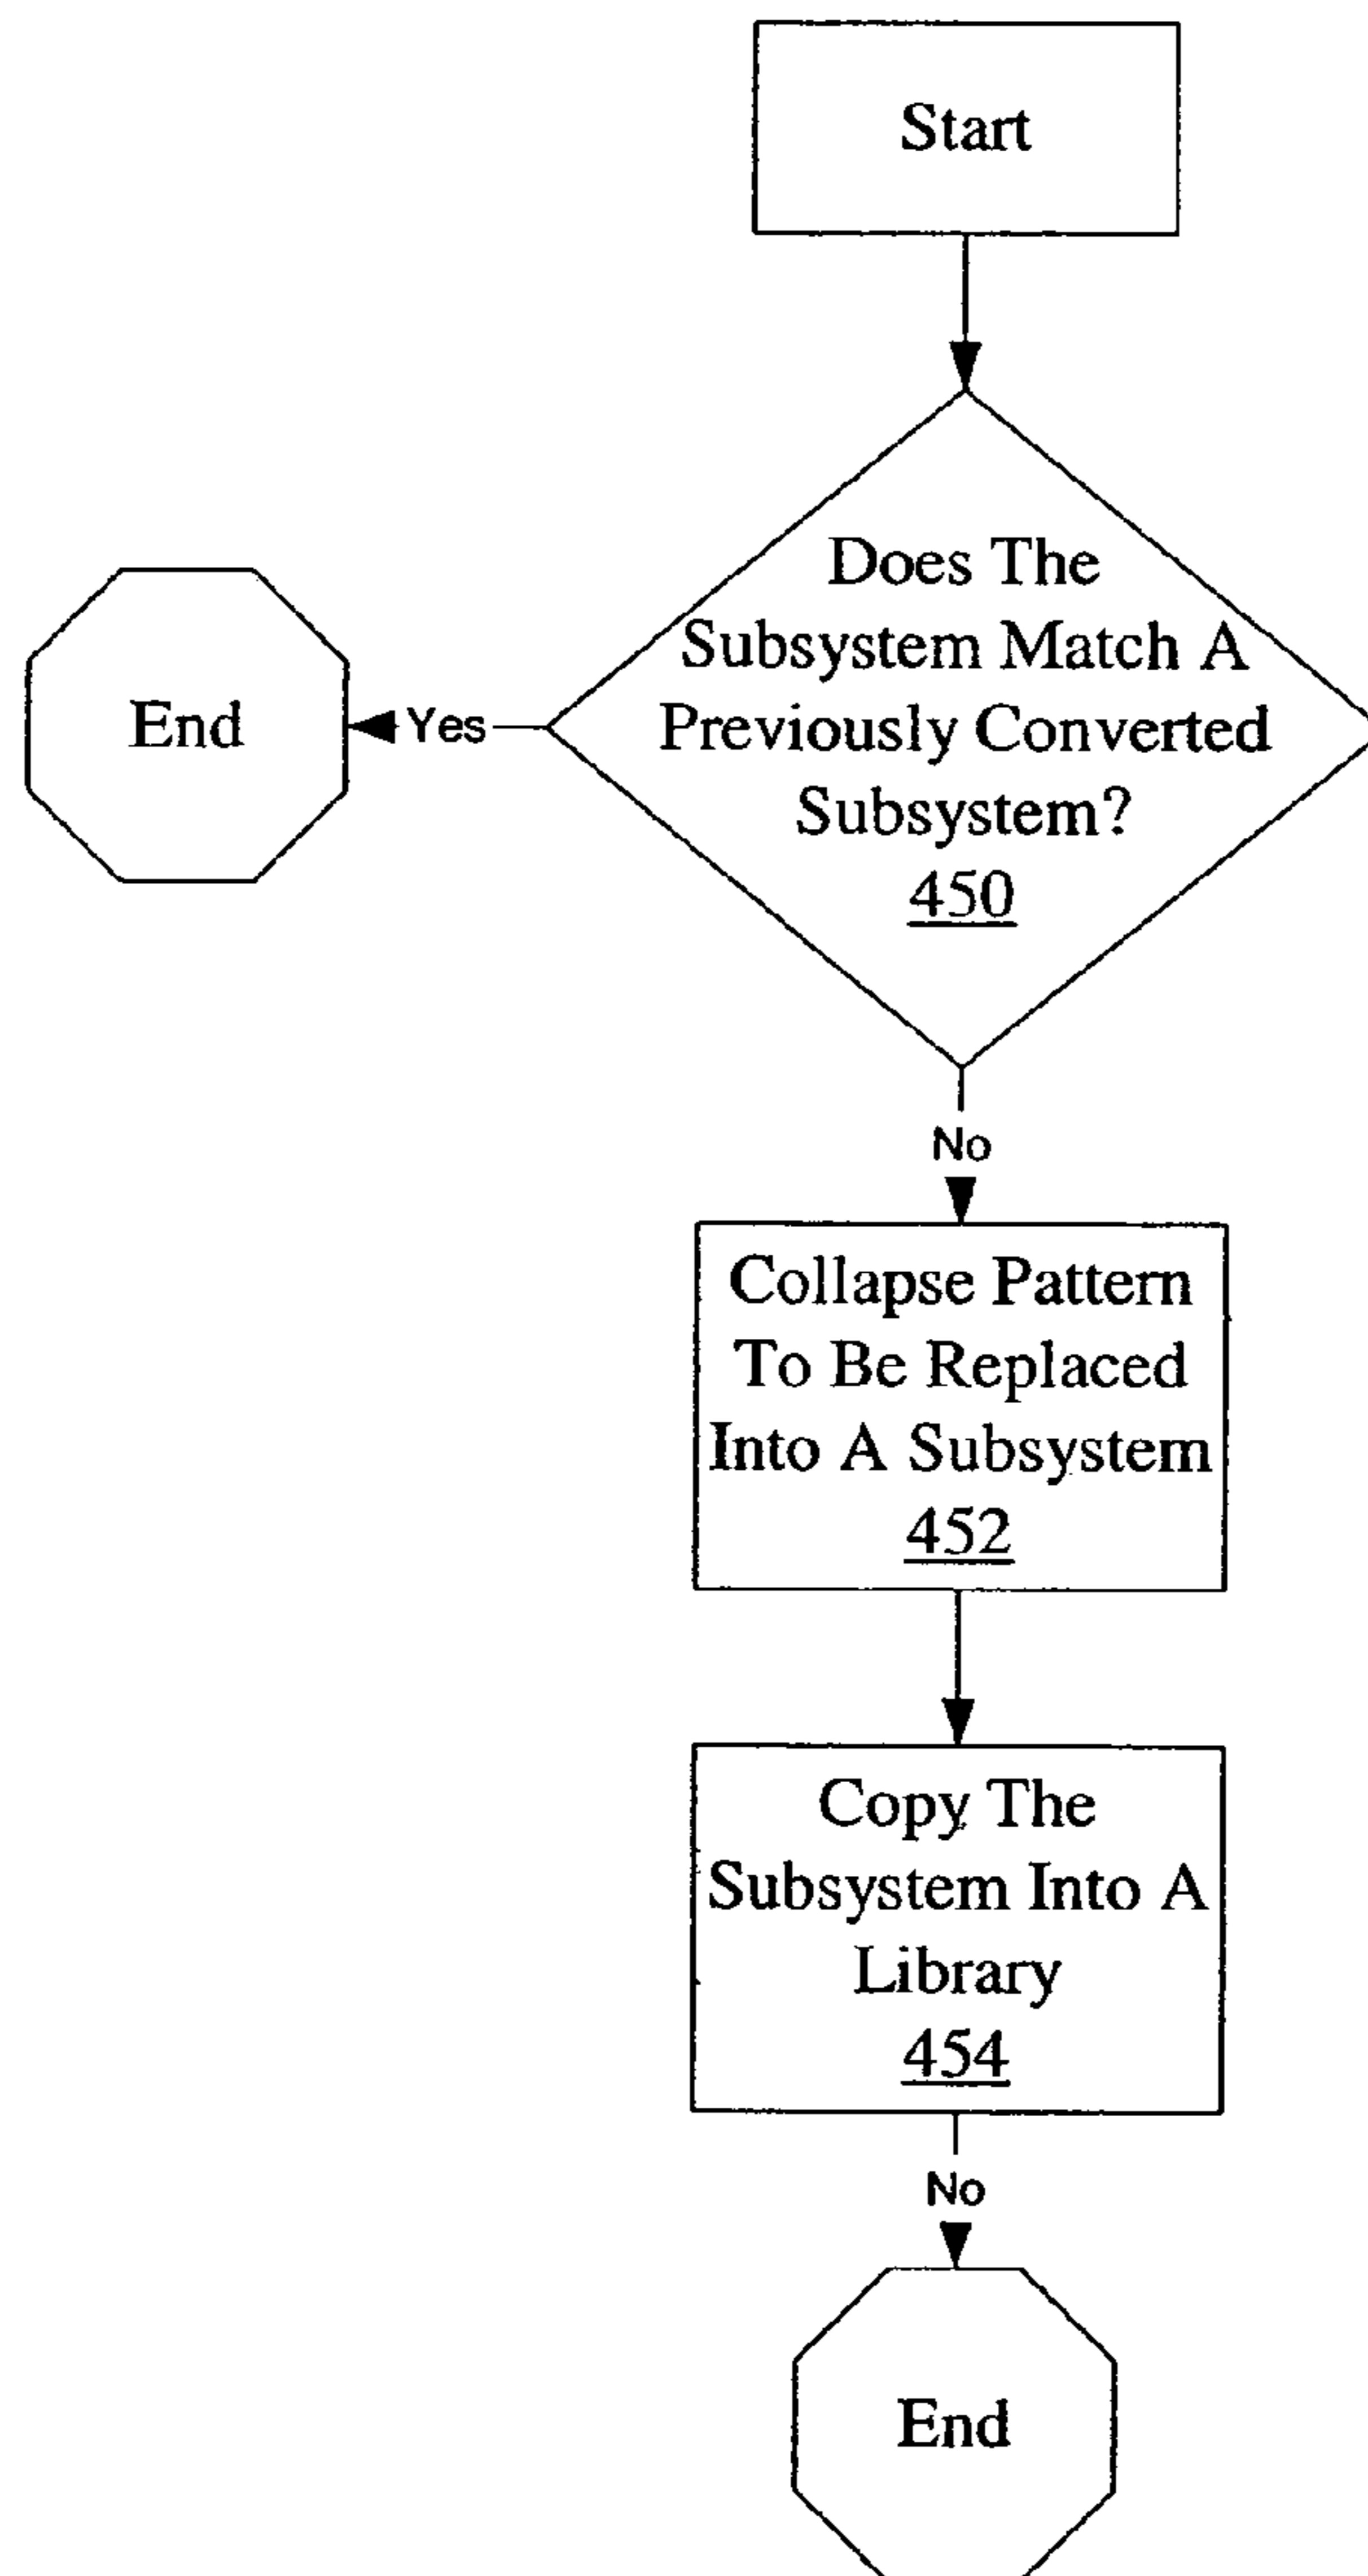 Start
Does The
Subsystem Match A
Previously Converted
Subsystem?
450
Yes
End
No
Collapse Pattern
To Be Replaced
Into A Subsystem
452
Copy The
Subsystem Into A
Library
454
No
End